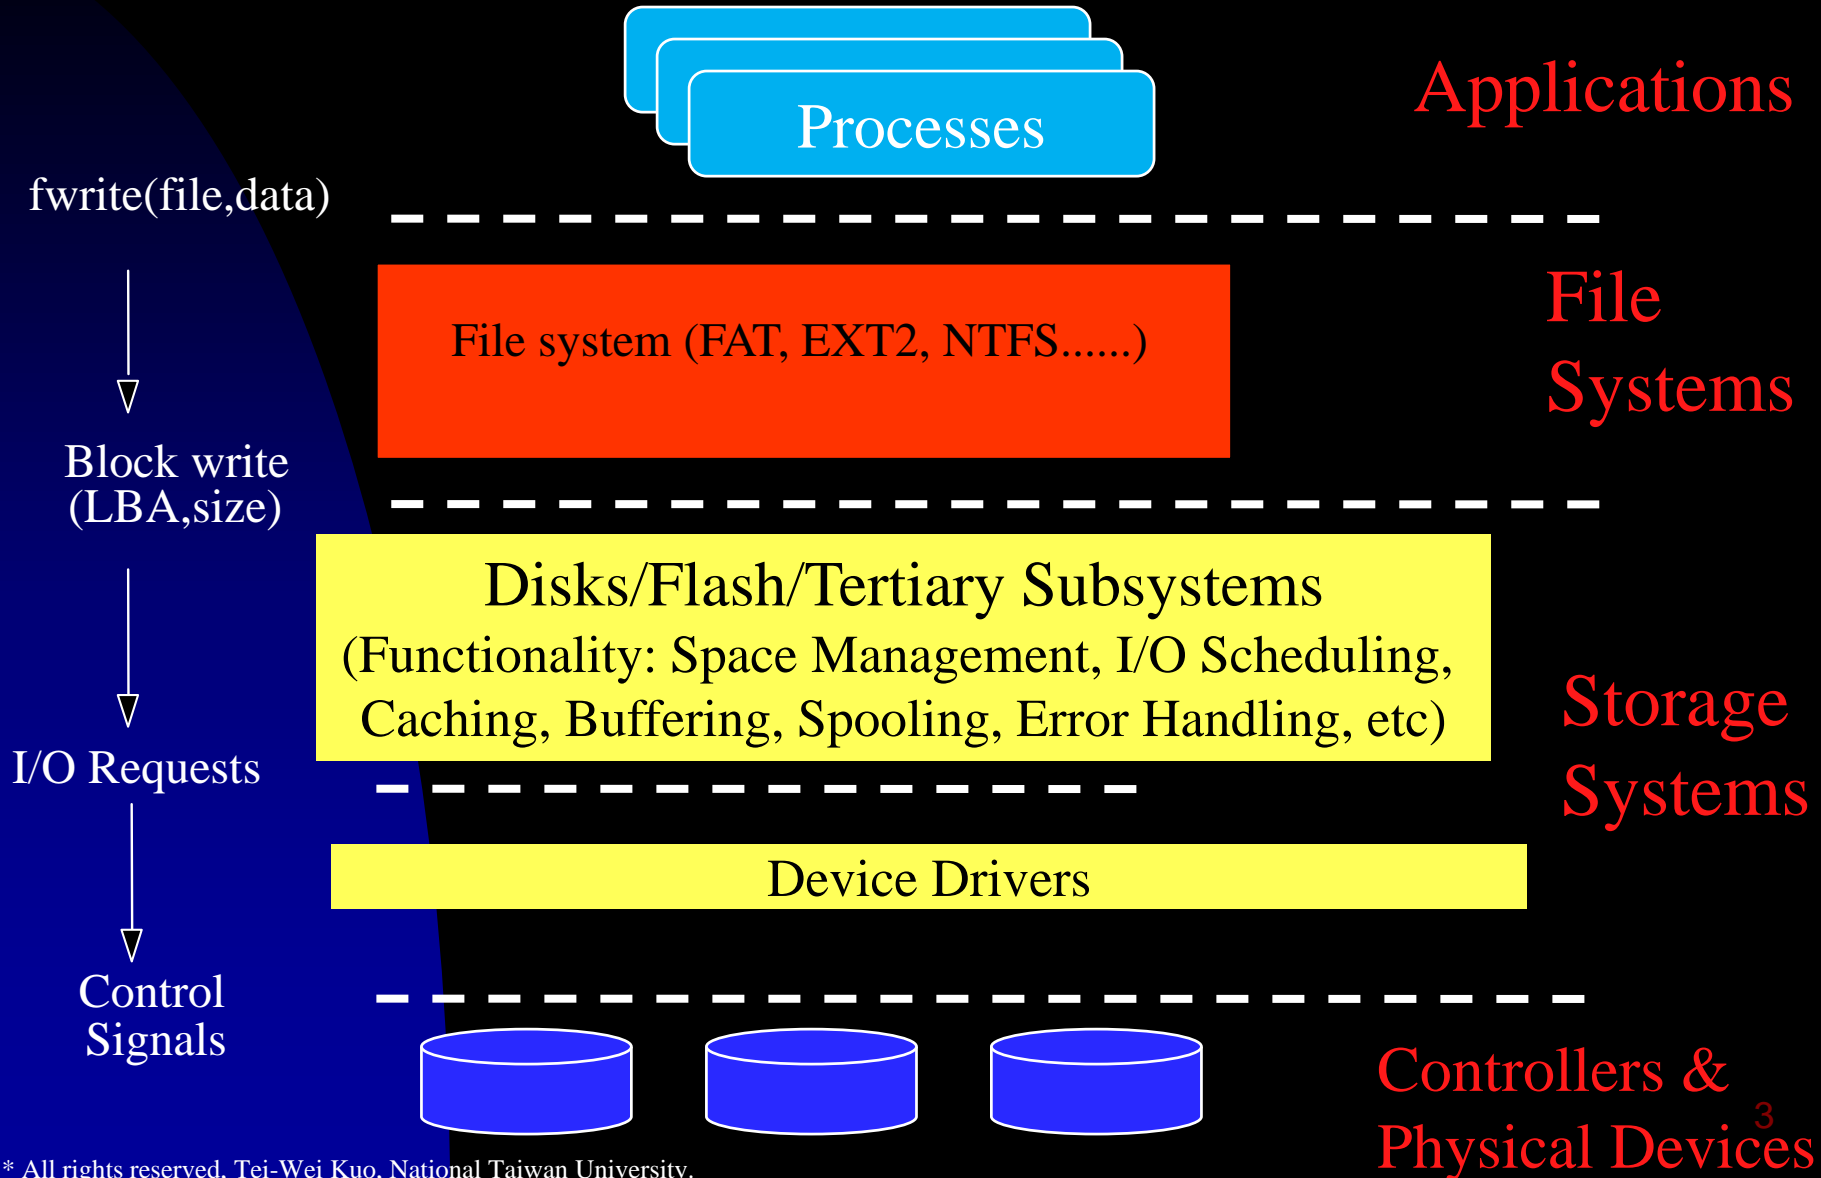 Processes
Applications
fwrite(file,data)
File system (FAT, EXT2, NTFS......)
File
Systems
Block write
(LBA,size)
Disks/Flash/Tertiary Subsystems
(Functionality: Space Management, I/O Scheduling,
Caching, Buffering, Spooling, Error Handling, etc)
Storage
Systems
I/O Requests
Device Drivers
Control
Signals
Controllers &
Physical Devices
3
* All rights reserved, Tei-Wei Kuo, National Taiwan University.